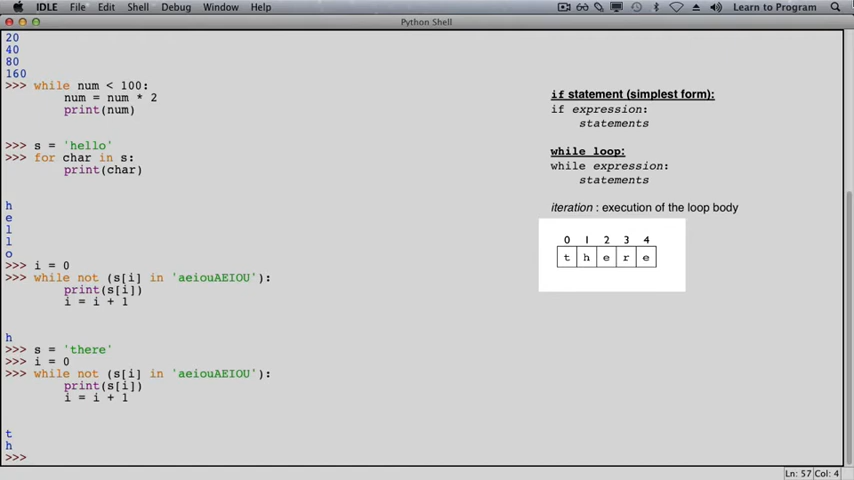 IDLE File Edit Shell Debug Window Help Learn to Program
Python Shell
20
40
80
160
>>> while num < 100:
        num = num * 2
        print(num)
>>> s = 'hello'
>>> for char in s:
        print(char)
h
e
l
l
o
>>> i = 0
>>> while not (s[i] in 'aeiouAEIOU'):
        print(s[i])
        i = i + 1
h
>>> s = 'there'
>>> i = 0
>>> while not (s[i] in 'aeiouAEIOU'):
        print(s[i])
        i = i + 1
t
h
>>>
if statement (simplest form):
if expression:
    statements
while loop:
while expression:
    statements
iteration : execution of the loop body
0 1 2 3 4
t h e r e
Ln: 57 Col: 4